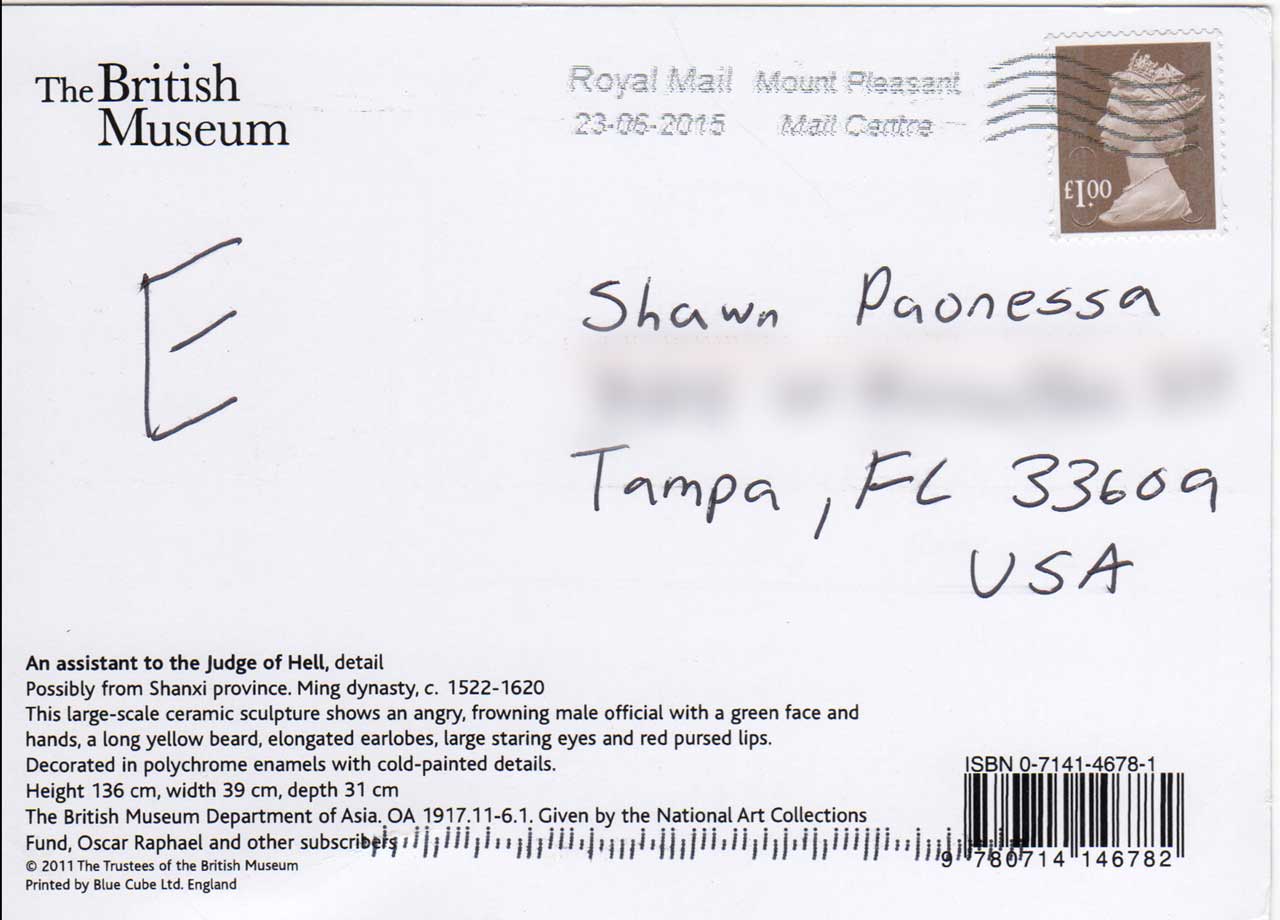 The British
Museum
Royal Mail Mount Pleasant
23-06-2015 Mail Centre
£1.00
E
Shawn Paonessa
Tampa, FL 33609
USA
An assistant to the Judge of Hell, detail
Possibly from Shanxi province. Ming dynasty, c. 1522-1620
This large-scale ceramic sculpture shows an angry, frowning male official with a green face and
hands, a long yellow beard, elongated earlobes, large staring eyes and red pursed lips.
Decorated in polychrome enamels with cold-painted details.
Height 136 cm, width 39 cm, depth 31 cm
The British Museum Department of Asia. OA 1917.11-6.1. Given by the National Art Collections
Fund, Oscar Raphael and other subscribers
© 2011 The Trustees of the British Museum
Printed by Blue Cube Ltd. England
ISBN 0-7141-4678-1
9 780714 146782